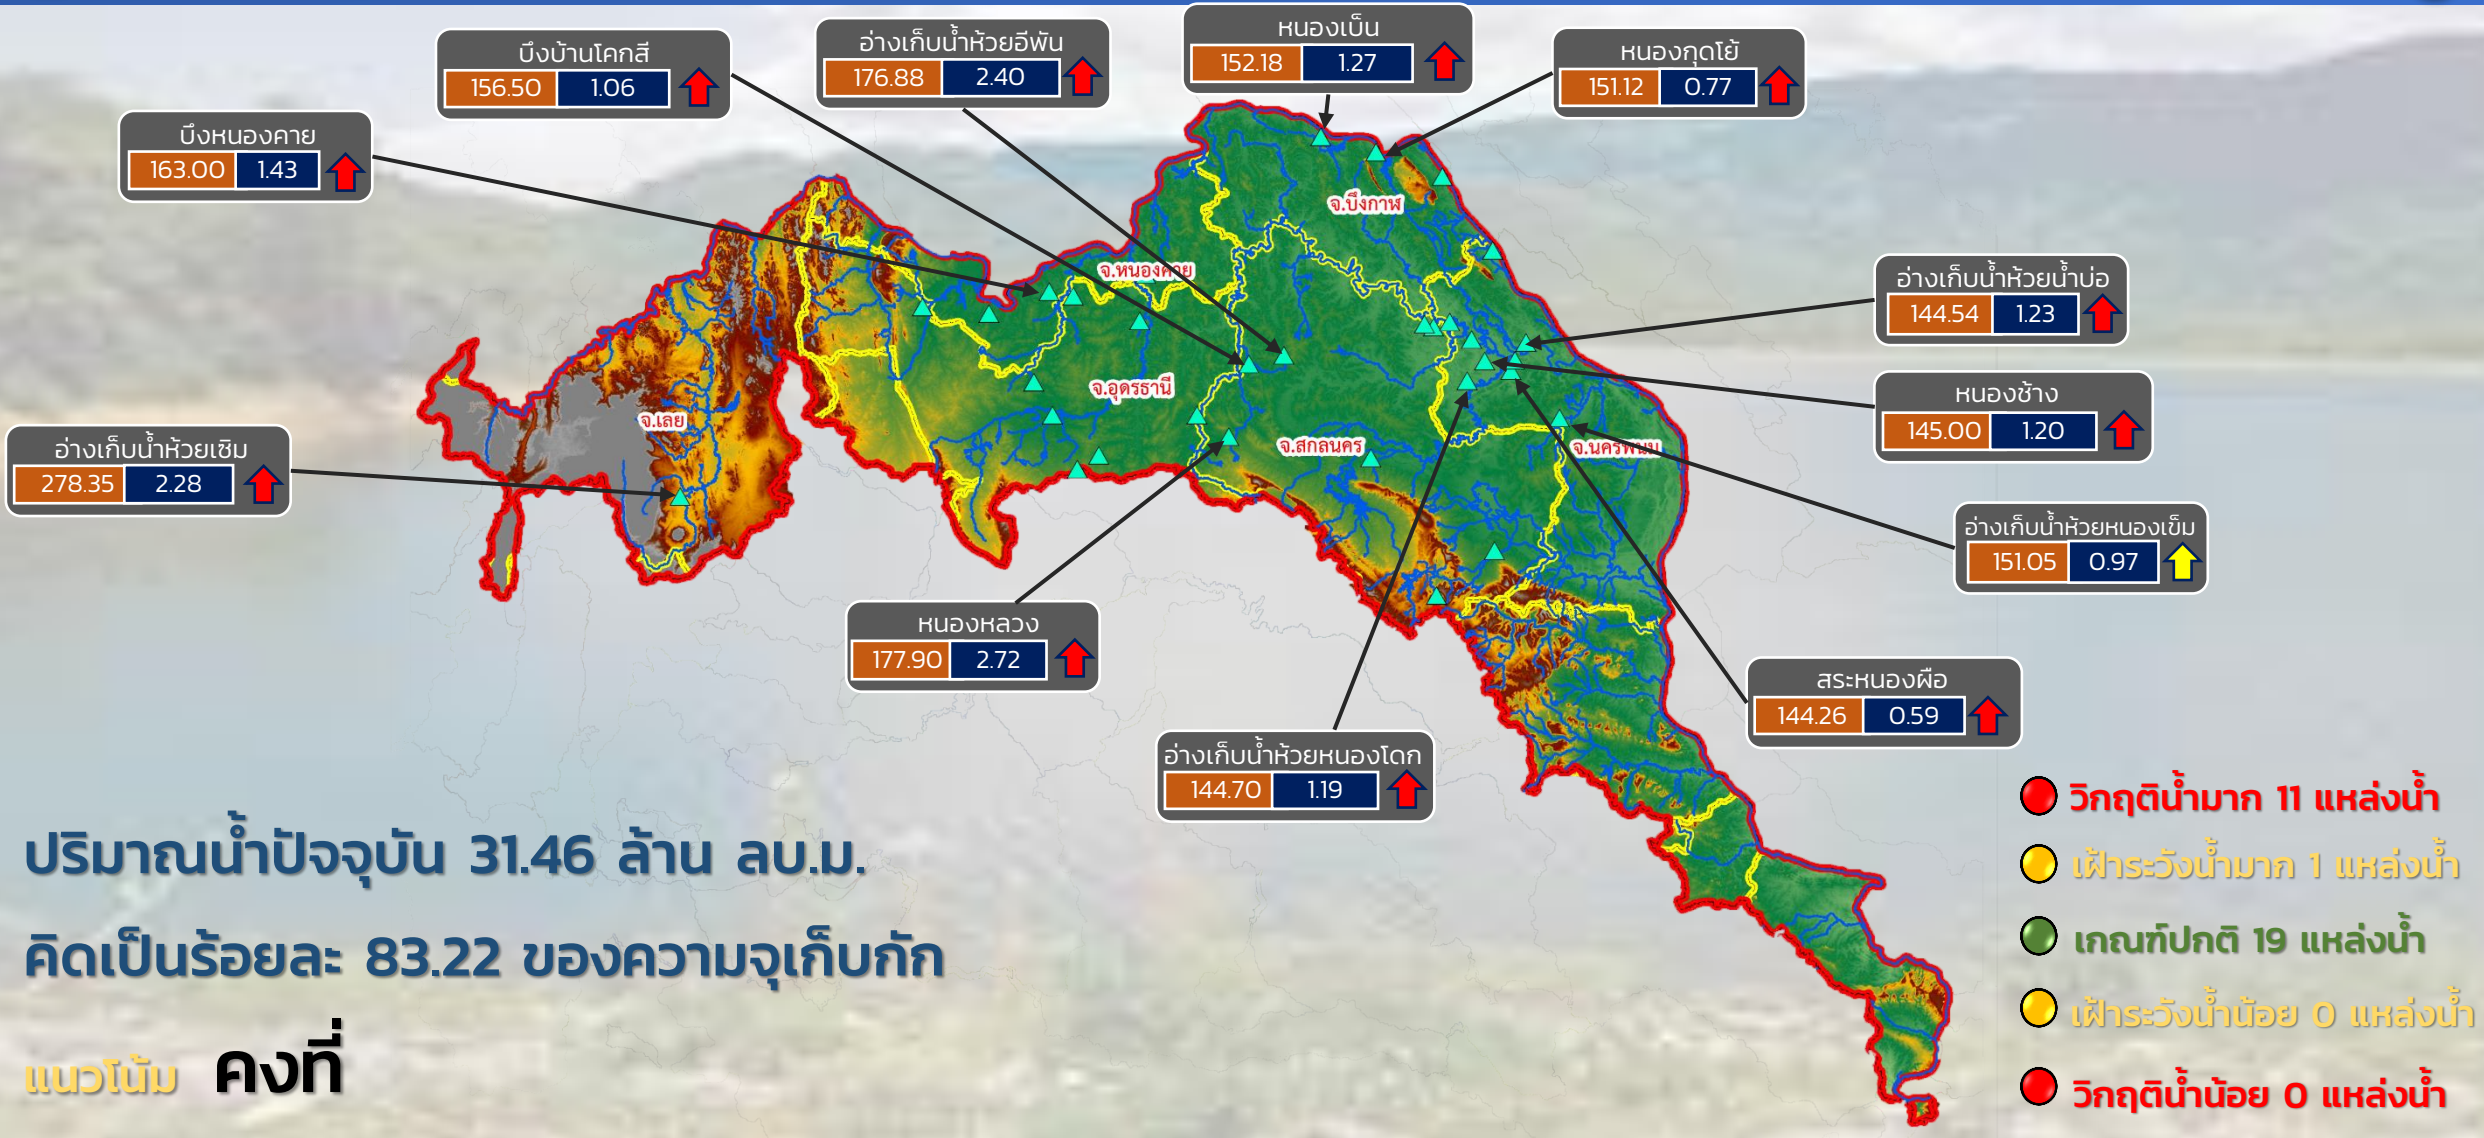 หนองเบ็น
152.18 1.27
อ่างเก็บน้ำห้วยอีพัน
176.88 2.40
บึงบ้านโคกสี
156.50 1.06
หนองกุดโย้
151.12 0.77
บึงหนองคาย
163.00 1.43
จ.บึงกาฬ
จ.หนองคาย
อ่างเก็บน้ำห้วยน้ำบ่อ
144.54 1.23
จ.อุดรธานี
หนองช้าง
145.00 1.20
จ.เลย
อ่างเก็บน้ำห้วยเซิม
278.35 2.28
จ.สกลนคร
จ.นครพนม
อ่างเก็บน้ำห้วยหนองเข็ม
151.05 0.97
หนองหลวง
177.90 2.72
สระหนองผือ
144.26 0.59
อ่างเก็บน้ำห้วยหนองโดก
144.70 1.19
ปริมาณน้ำปัจจุบัน 31.46 ล้าน ลบ.ม.
คิดเป็นร้อยละ 83.22 ของความจุเก็บกัก
แนวโน้ม คงที่
วิกฤติน้ำมาก 11 แหล่งน้ำ
เฝ้าระวังน้ำมาก 1 แหล่งน้ำ
เกณฑ์ปกติ 19 แหล่งน้ำ
เฝ้าระวังน้ำน้อย 0 แหล่งน้ำ
วิกฤติน้ำน้อย 0 แหล่งน้ำ